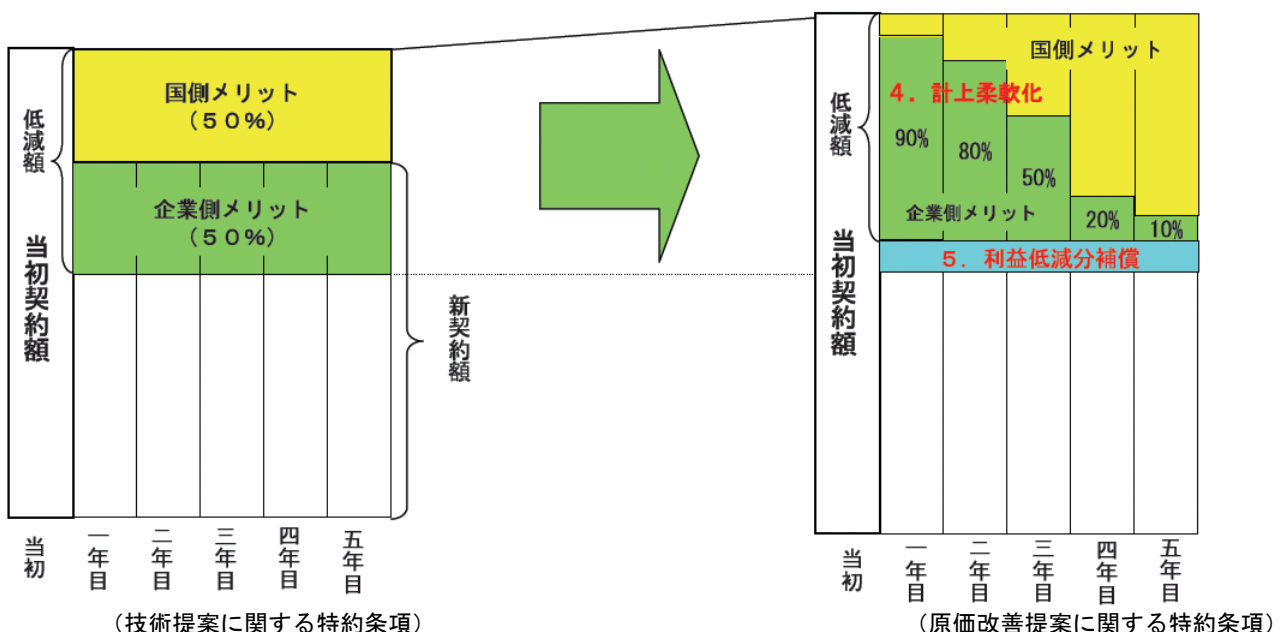 国側メリット
(50%)
低減額
企業側メリット
(50%)
当初契約額
新契約額
当初
一年目
二年目
三年目
四年目
五年目
(技術提案に関する特約条項)
国側メリット
4.計上柔軟化
低減額
90%
80%
50%
20%
10%
企業側メリット
5.利益低減分補償
当初契約額
当初
一年目
二年目
三年目
四年目
五年目
(原価改善提案に関する特約条項)